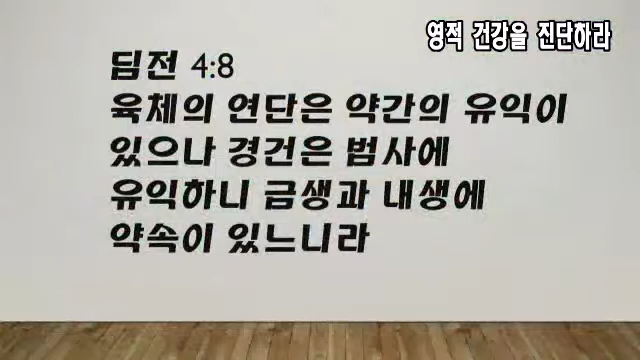 영적 건강을 진단하라
딤전 4:8
육체의 연단은 약간의 유익이
있으나 경건은 범사에
유익하니 금생과 내생에
약속이 있느니라